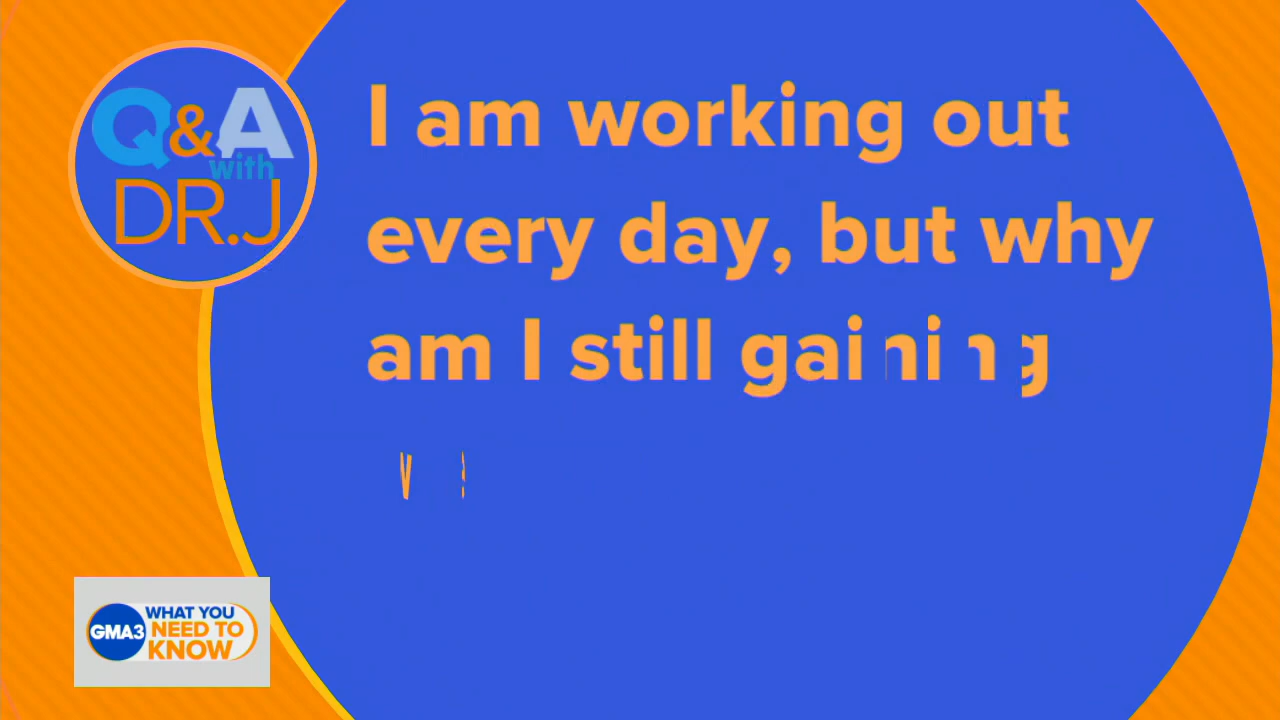 Q&A
with
DR.J
I am working out
every day, but why
am I still gaining
GMA3
WHAT YOU
NEED TO
KNOW